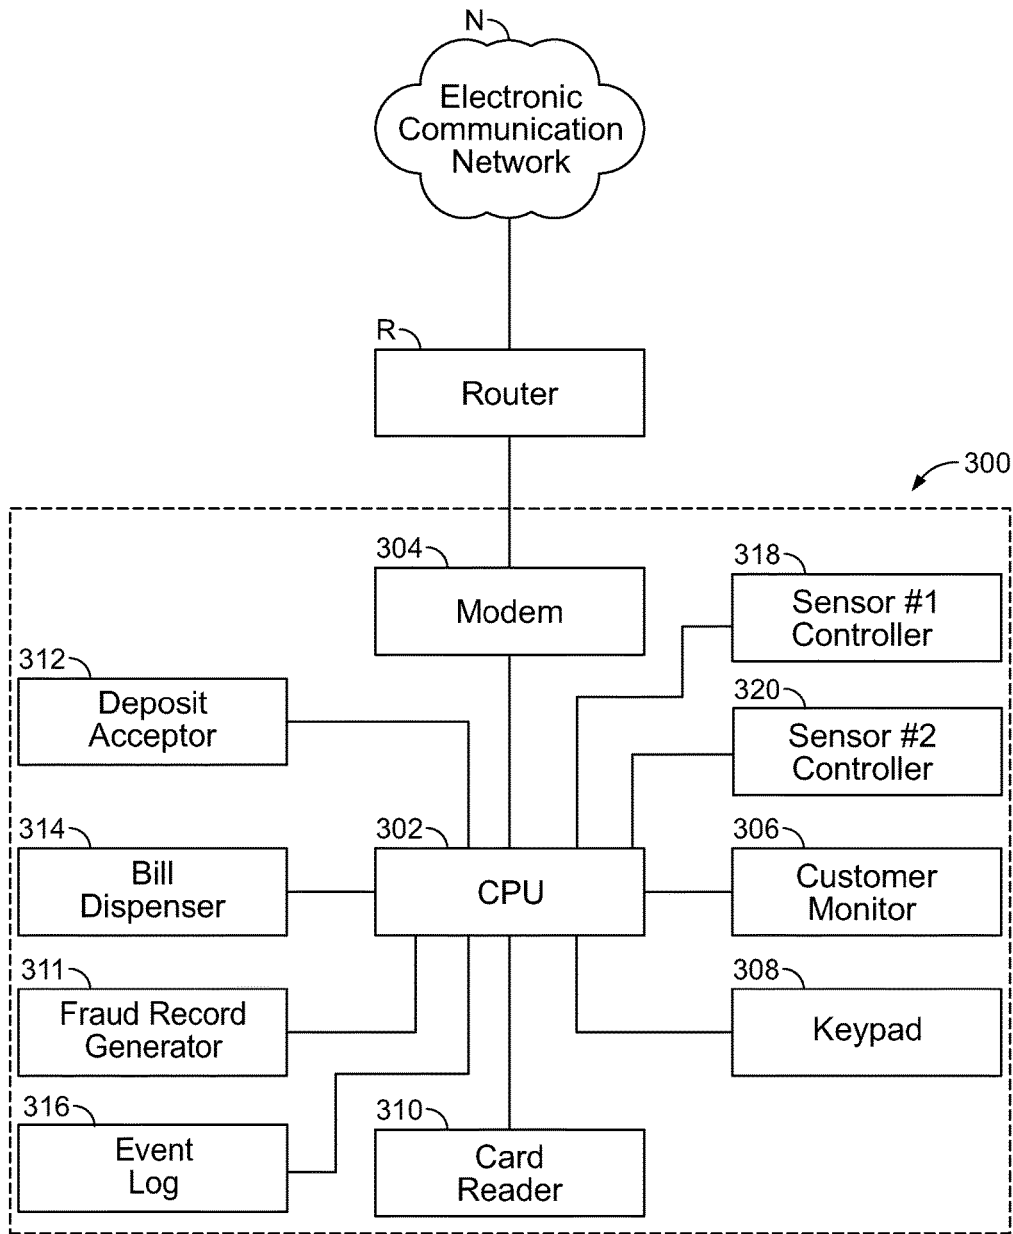 N
Electronic
Communication
Network
R
Router
300
304
Modem
318
Sensor #1
Controller
312
Deposit
Acceptor
320
Sensor #2
Controller
314
Bill
Dispenser
302
CPU
306
Customer
Monitor
311
Fraud Record
Generator
308
Keypad
316
Event
Log
310
Card
Reader